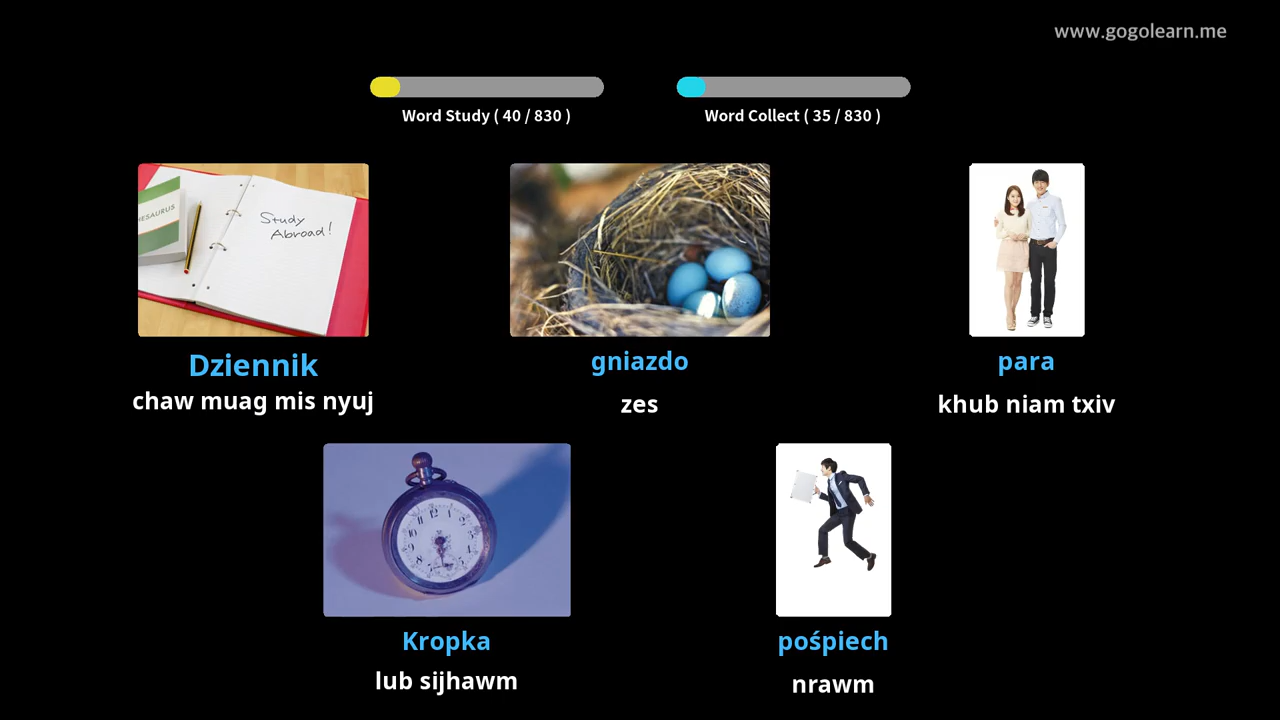 www.gogolearn.me
Word Study ( 40 / 830 )
Word Collect ( 35 / 830 )
HESAURUS
Study
Abroad!
Dziennik
chaw muag mis nyuj
gniazdo
zes
para
khub niam txiv
Kropka
lub sijhawm
pośpiech
nrawm